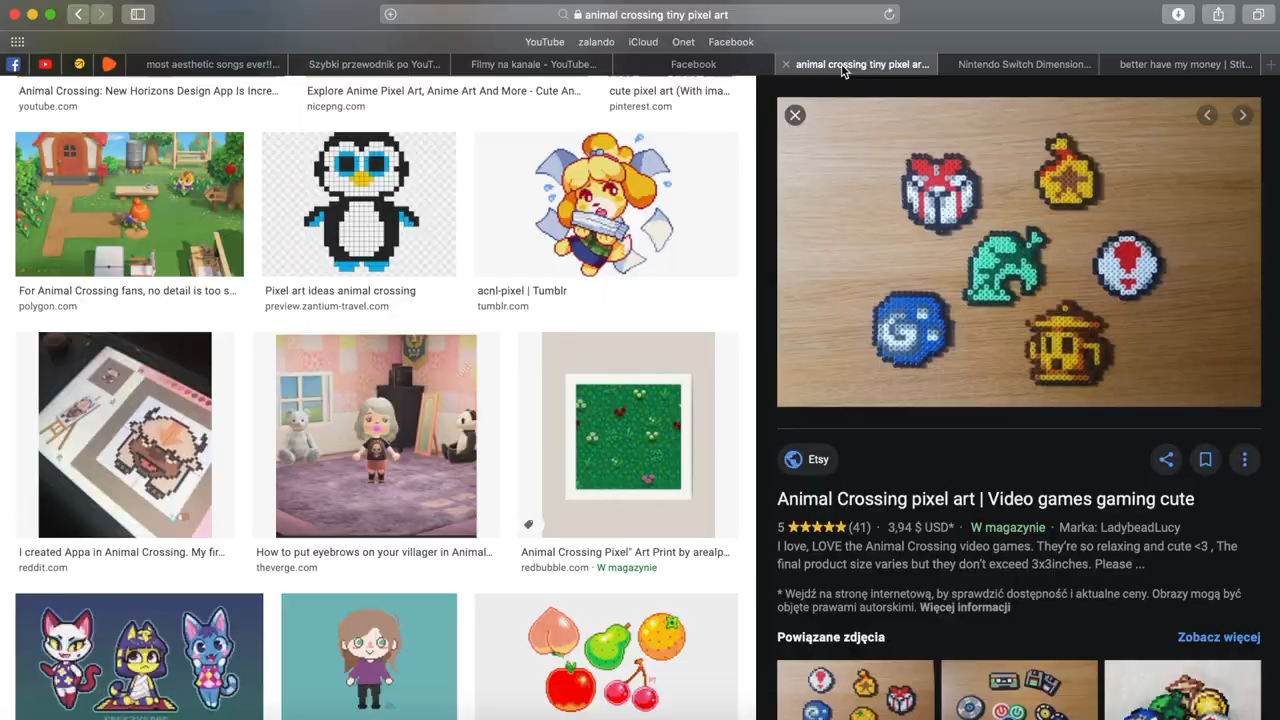 animal crossing tiny pixel art
YouTube zalando iCloud Onet Facebook
most aesthetic songs ever!!... Szybki przewodnik po YouT... Filmy na kanale - YouTube... Facebook animal crossing tiny pixel ar... Nintendo Switch Dimension... better have my money | Stit...
Animal Crossing: New Horizons Design App Is Incre...
youtube.com
Explore Anime Pixel Art, Anime Art And More - Cute An...
nicepng.com
cute pixel art (With ima...
pinterest.com
For Animal Crossing fans, no detail is too s...
polygon.com
Pixel art ideas animal crossing
preview.zantium-travel.com
acnl-pixel | Tumblr
tumblr.com
I created Appa in Animal Crossing. My fir...
reddit.com
How to put eyebrows on your villager in Animal...
theverge.com
Animal Crossing Pixel" Art Print by arealp...
redbubble.com · W magazynie
Etsy
Animal Crossing pixel art | Video games gaming cute
5 ★★★★★ (41) · 3,94 $ USD* · W magazynie · Marka: LadybeadLucy
I love, LOVE the Animal Crossing video games. They're so relaxing and cute <3 , The
final product size varies but they don't exceed 3x3inches. Please ...
* Wejdź na stronę internetową, by sprawdzić dostępność i aktualne ceny. Obrazy mogą być
objęte prawami autorskimi. Więcej informacji
Powiązane zdjęcia
Zobacz więcej